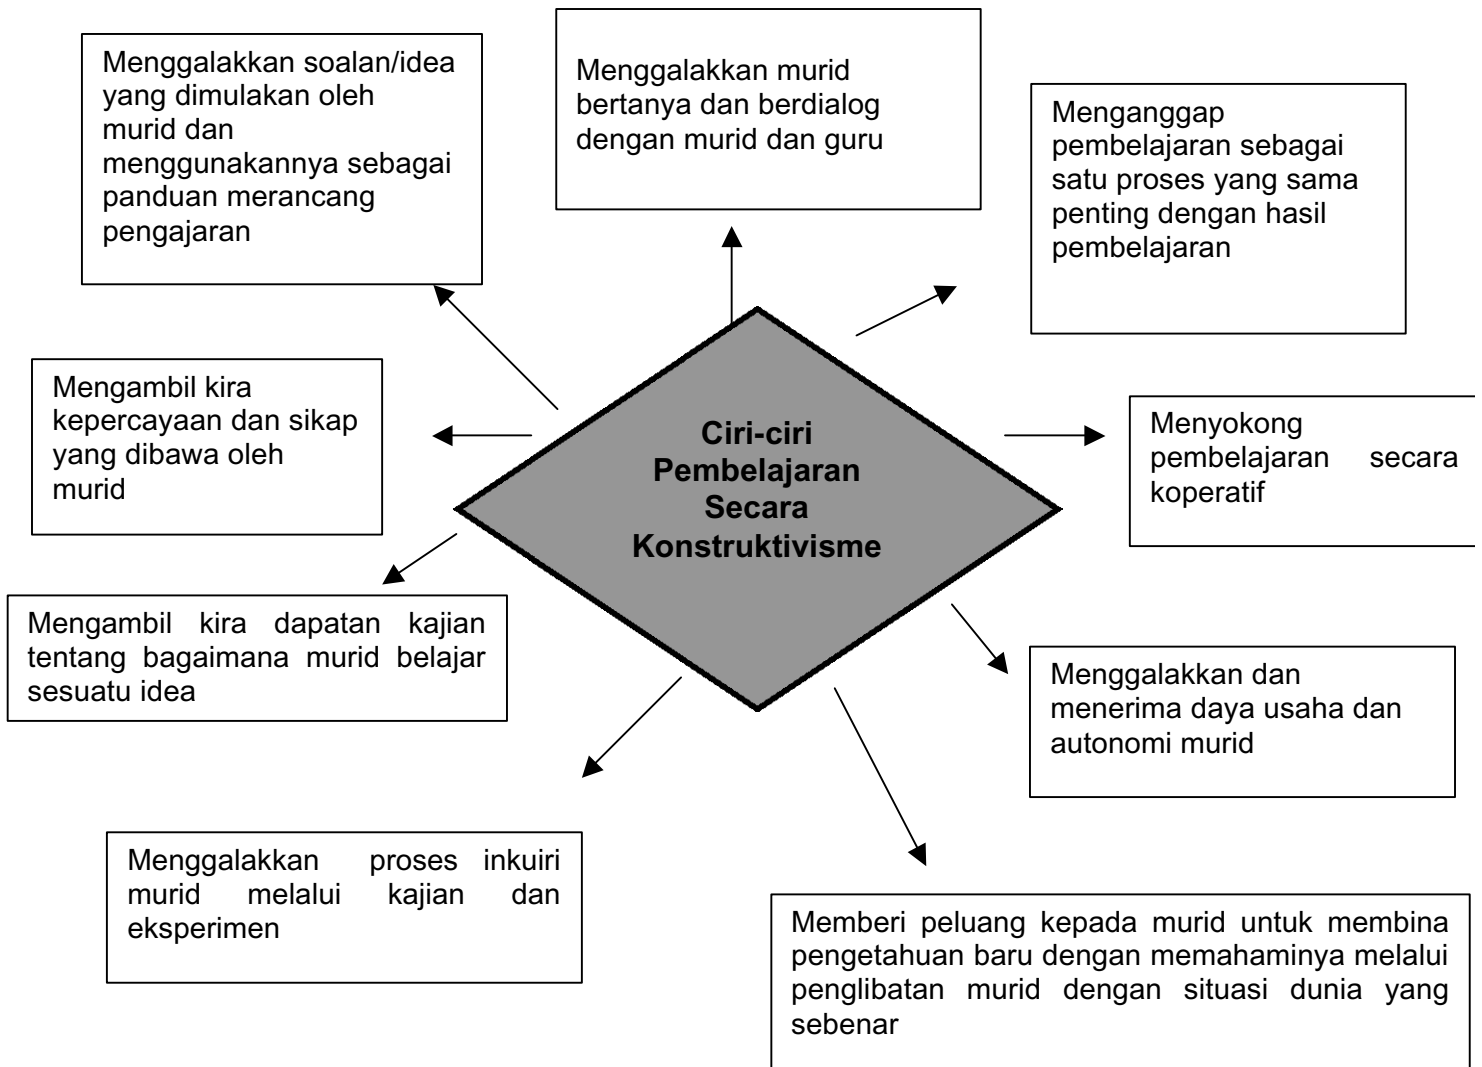 Menggalakkan soalan/idea
yang dimulakan oleh
murid dan
menggunakannya sebagai
panduan merancang
pengajaran
Menggalakkan murid
bertanya dan berdialog
dengan murid dan guru
Menganggap
pembelajaran sebagai
satu proses yang sama
penting dengan hasil
pembelajaran
Mengambil kira
kepercayaan dan sikap
yang dibawa oleh
murid
Ciri-ciri
Pembelajaran
Secara
Konstruktivisme
Menyokong
pembelajaran secara
koperatif
Mengambil kira dapatan kajian
tentang bagaimana murid belajar
sesuatu idea
Menggalakkan dan
menerima daya usaha dan
autonomi murid
Menggalakkan proses inkuiri
murid melalui kajian dan
eksperimen
Memberi peluang kepada murid untuk membina
pengetahuan baru dengan memahaminya melalui
penglibatan murid dengan situasi dunia yang
sebenar